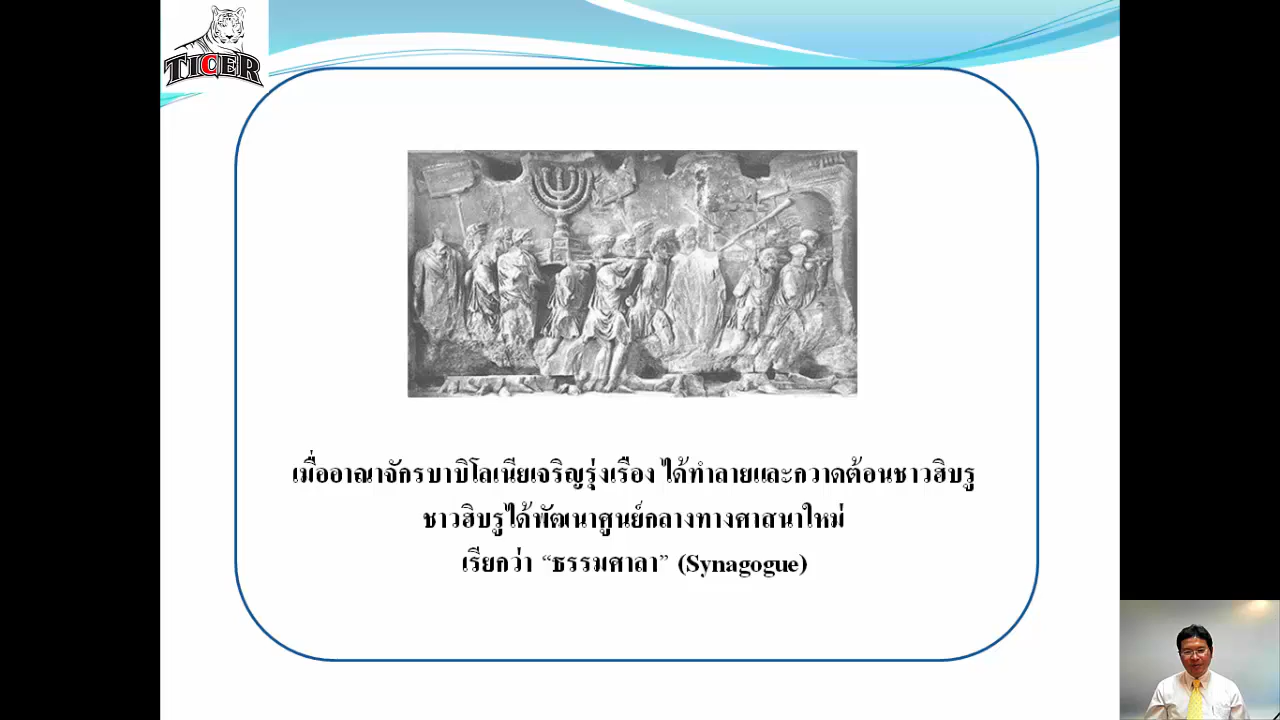 TICER
เมื่ออาณาจักรบาบิโลเนียเจริญรุ่งเรือง ได้ทำลายและกวาดต้อนชาวฮิบรู
ชาวฮิบรูได้พัฒนาศูนย์กลางทางศาสนาใหม่
เรียกว่า “ธรรมศาลา” (Synagogue)